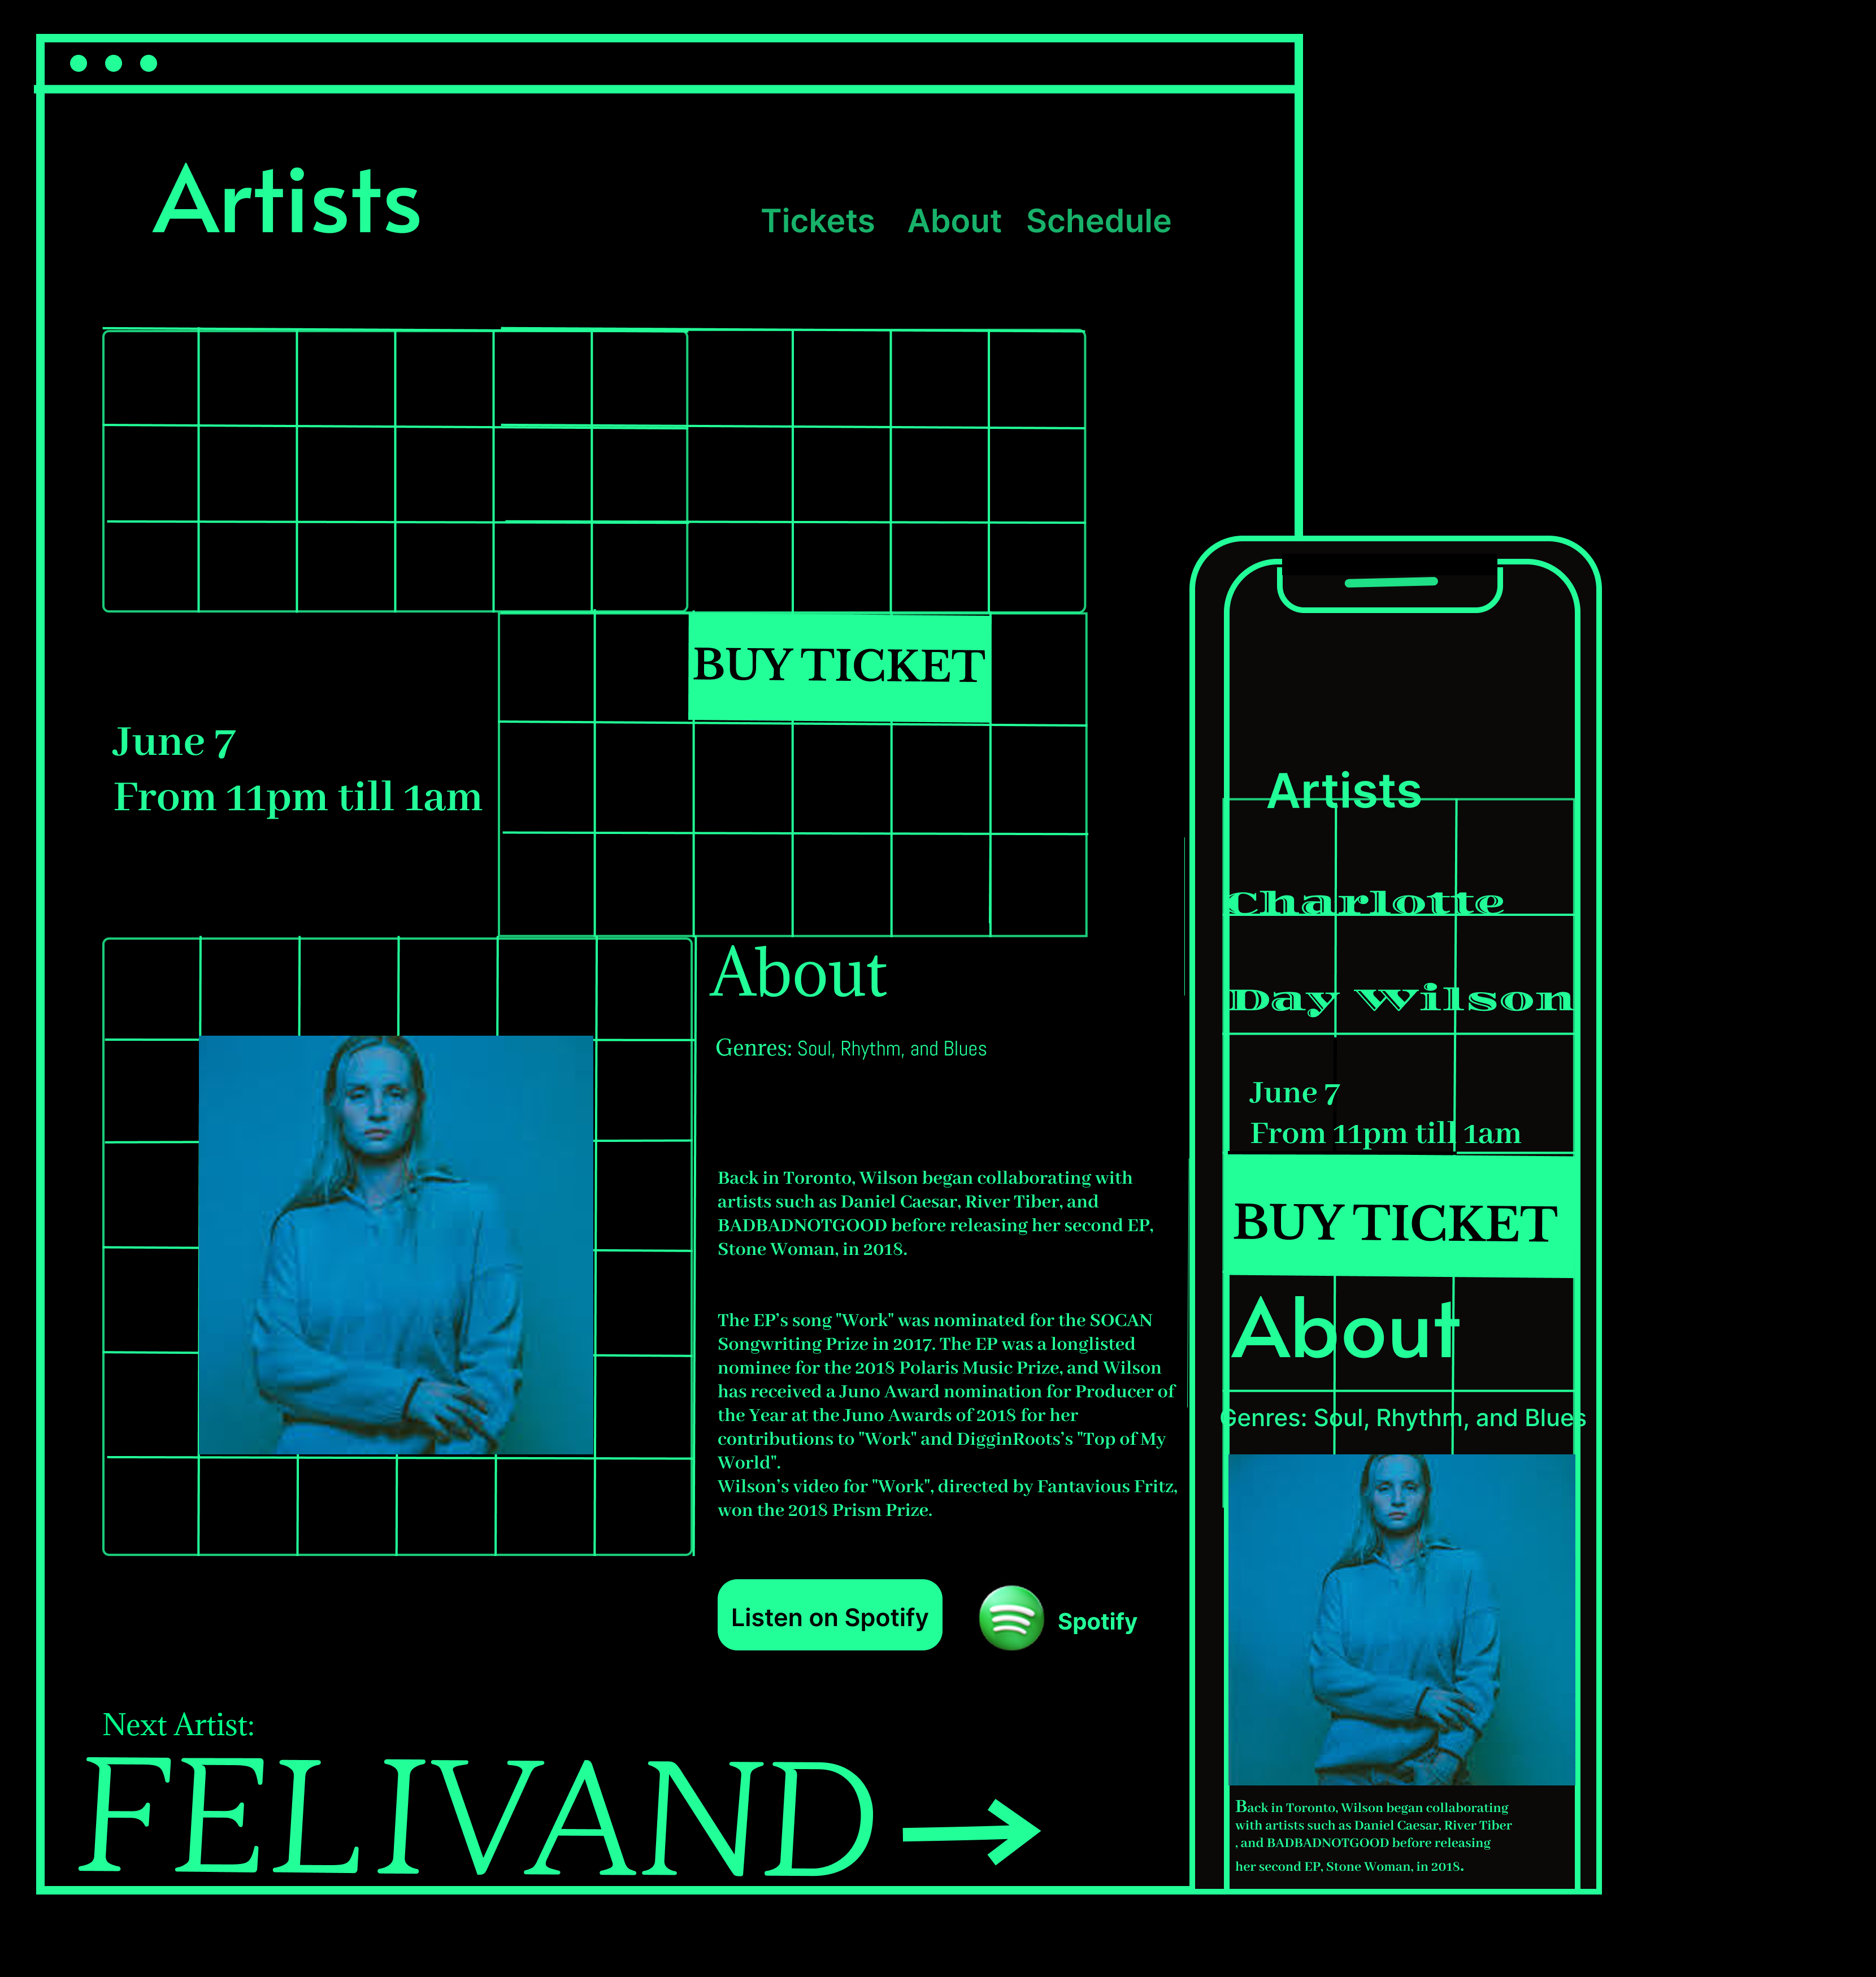 Artists
Tickets About Schedule
BUY TICKET
June 7
From 11pm till 1am
About
Genres: Soul, Rhythm, and Blues
Back in Toronto, Wilson began collaborating with
artists such as Daniel Caesar, River Tiber, and
BADBADNOTGOOD before releasing her second EP,
Stone Woman, in 2018.
The EP's song "Work" was nominated for the SOCAN
Songwriting Prize in 2017. The EP was a longlisted
nominee for the 2018 Polaris Music Prize, and Wilson
has received a Juno Award nomination for Producer of
the Year at the Juno Awards of 2018 for her
contributions to "Work" and DigginRoots's "Top of My
World".
Wilson's video for "Work", directed by Fantavious Fritz,
won the 2018 Prism Prize.
Listen on Spotify
Spotify
Next Artist:
FELIVAND
Artists
Charlotte
Day Wilson
June 7
From 11pm till 1am
BUY TICKET
About
Genres: Soul, Rhythm, and Blues
Back in Toronto, Wilson began collaborating
with artists such as Daniel Caesar, River Tiber
, and BADBADNOTGOOD before releasing
her second EP, Stone Woman, in 2018.